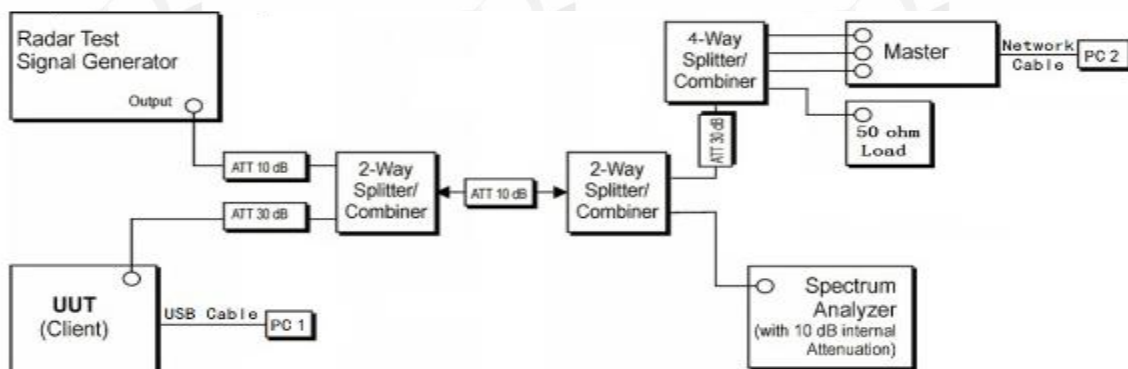 Radar Test
Signal Generator
Output
ATT 10 dB
2-Way
Splitter/
Combiner
ATT 30 dB
UUT
(Client)
USB Cable
PC 1
ATT 10 dB
2-Way
Splitter/
Combiner
4-Way
Splitter/
Combiner
ATT 30 dB
Master
Network
Cable
PC 2
50 ohm
Load
Spectrum
Analyzer
(with 10 dB internal
Attenuation)